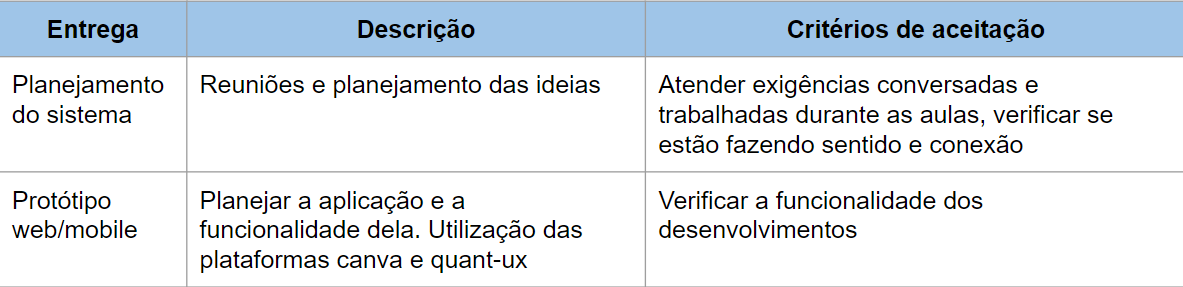 Entrega Descrição Critérios de aceitação
Planejamento
do sistema
Reuniões e planejamento das ideias
Atender exigências conversadas e
trabalhadas durante as aulas, verificar se
estão fazendo sentido e conexão
Protótipo
web/mobile
Planejar a aplicação e a
funcionalidade dela. Utilização das
plataformas canva e quant-ux
Verificar a funcionalidade dos
desenvolvimentos